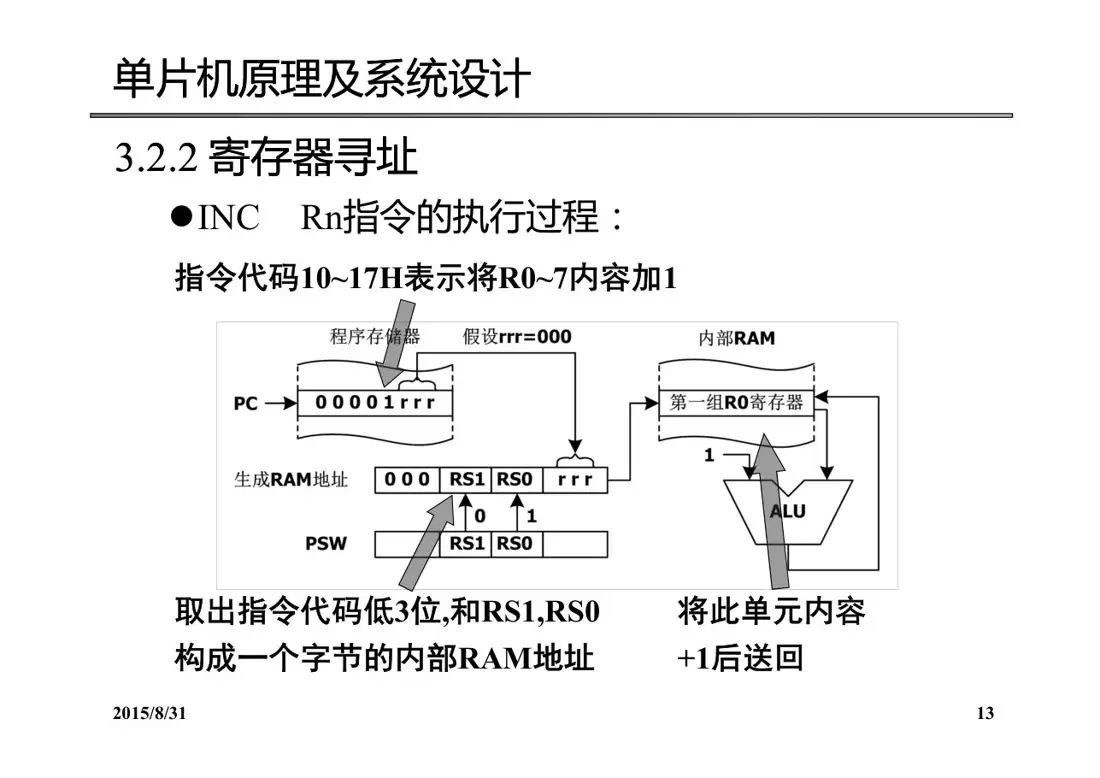 单片机原理及系统设计
3.2.2 寄存器寻址
●INC Rn指令的执行过程：
指令代码10~17H表示将R0~7内容加1
程序存储器 假设rrr=000 内部RAM
PC 0 0 0 0 1 r r r 第一组R0寄存器
1
生成RAM地址 0 0 0 RS1 RS0 r r r
ALU
0 1
PSW RS1 RS0
取出指令代码低3位,和RS1,RS0 将此单元内容
构成一个字节的内部RAM地址 +1后送回
2015/8/31 13